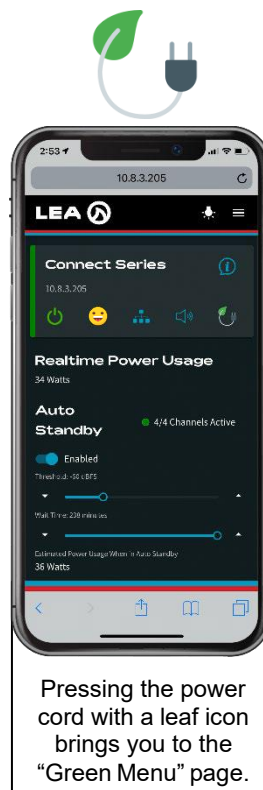 2:53
10.8.3.205
LEA
Connect Series
10.8.3.205
Realtime Power Usage
34 Watts
Auto
Standby
4/4 Channels Active
Enabled
Threshold: -50 dBFS
Wait Time: 238 minutes
Estimated Power Usage When in Auto Standby
36 Watts
Pressing the power
cord with a leaf icon
brings you to the
“Green Menu” page.